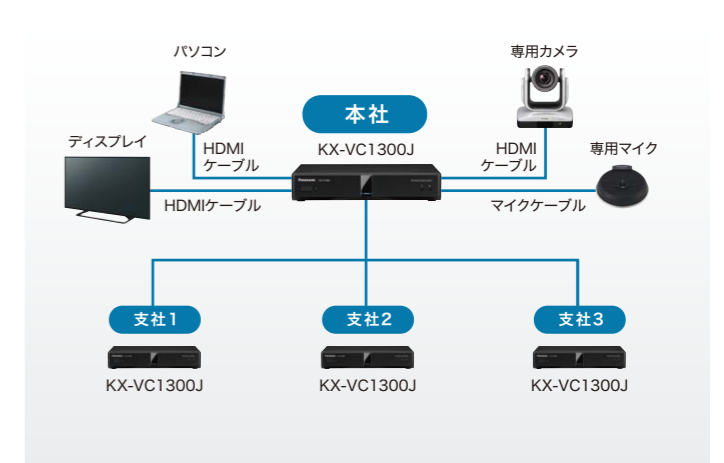 パソコン
専用カメラ
本社
ディスプレイ
HDMI
ケーブル
KX-VC1300J
HDMI
ケーブル
専用マイク
Panasonic
HDMIケーブル
マイクケーブル
支社1
支社2
支社3
KX-VC1300J
KX-VC1300J
KX-VC1300J